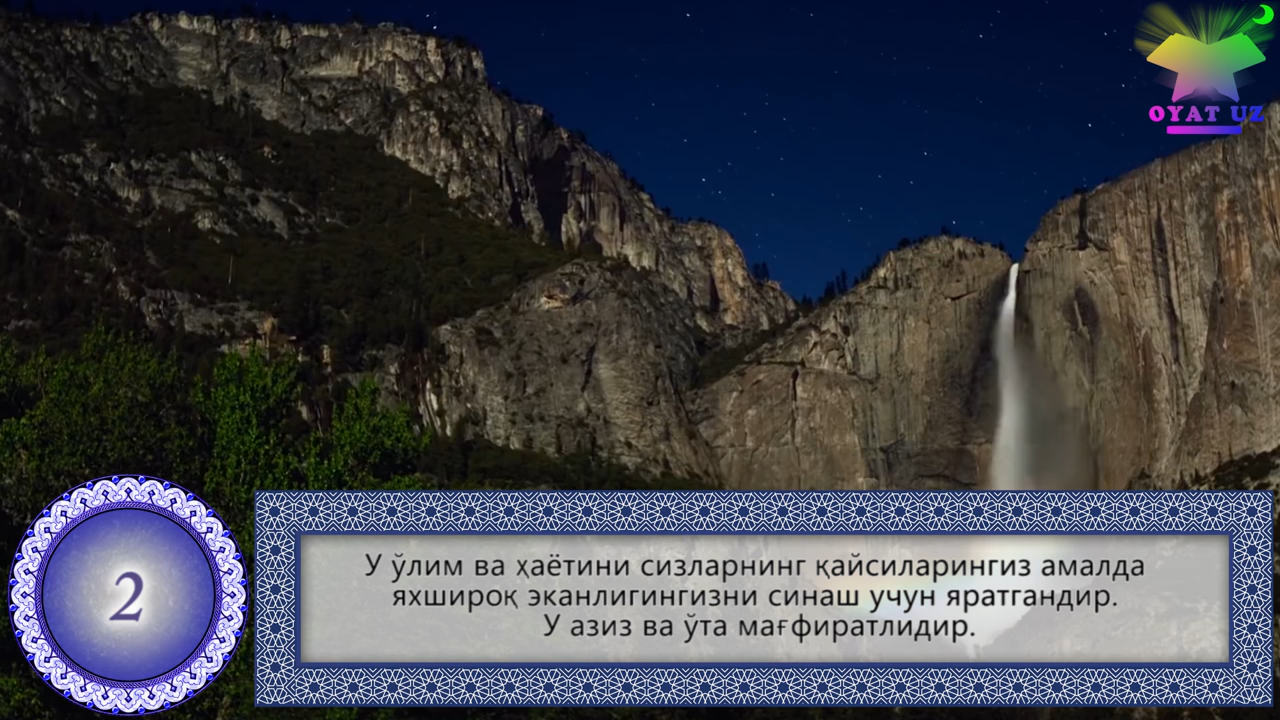 OYAT UZ
2
У ўлим ва ҳаётини сизларнинг қайсиларингиз амалда
яхшироқ эканлигингизни синаш учун яратгандир.
У азиз ва ўта мағфиратлидир.